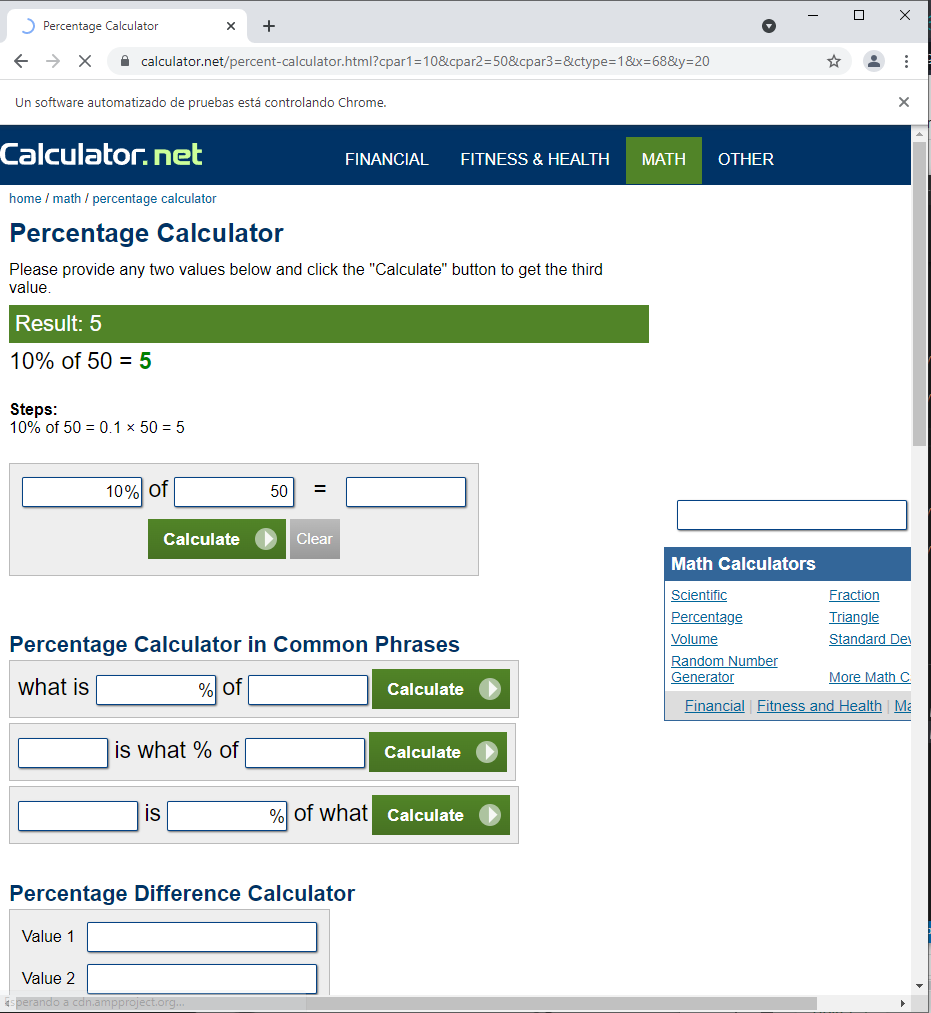 Percentage Calculator
calculator.net/percent-calculator.html?cpar1=10&cpar2=50&cpar3=&ctype=1&x=68&y=20
Un software automatizado de pruebas está controlando Chrome.
Calculator.net
FINANCIAL FITNESS & HEALTH MATH OTHER
home / math / percentage calculator
Percentage Calculator
Please provide any two values below and click the "Calculate" button to get the third
value.
Result: 5
10% of 50 = 5
Steps:
10% of 50 = 0.1 × 50 = 5
10% of 50 =
Calculate Clear
Math Calculators
Scientific Fraction
Percentage Triangle
Volume Standard Dev
Random Number
Generator More Math C
Financial | Fitness and Health | Ma
Percentage Calculator in Common Phrases
what is % of Calculate
is what % of Calculate
is % of what Calculate
Percentage Difference Calculator
Value 1
Value 2
Esperando a cdn.ampproject.org...